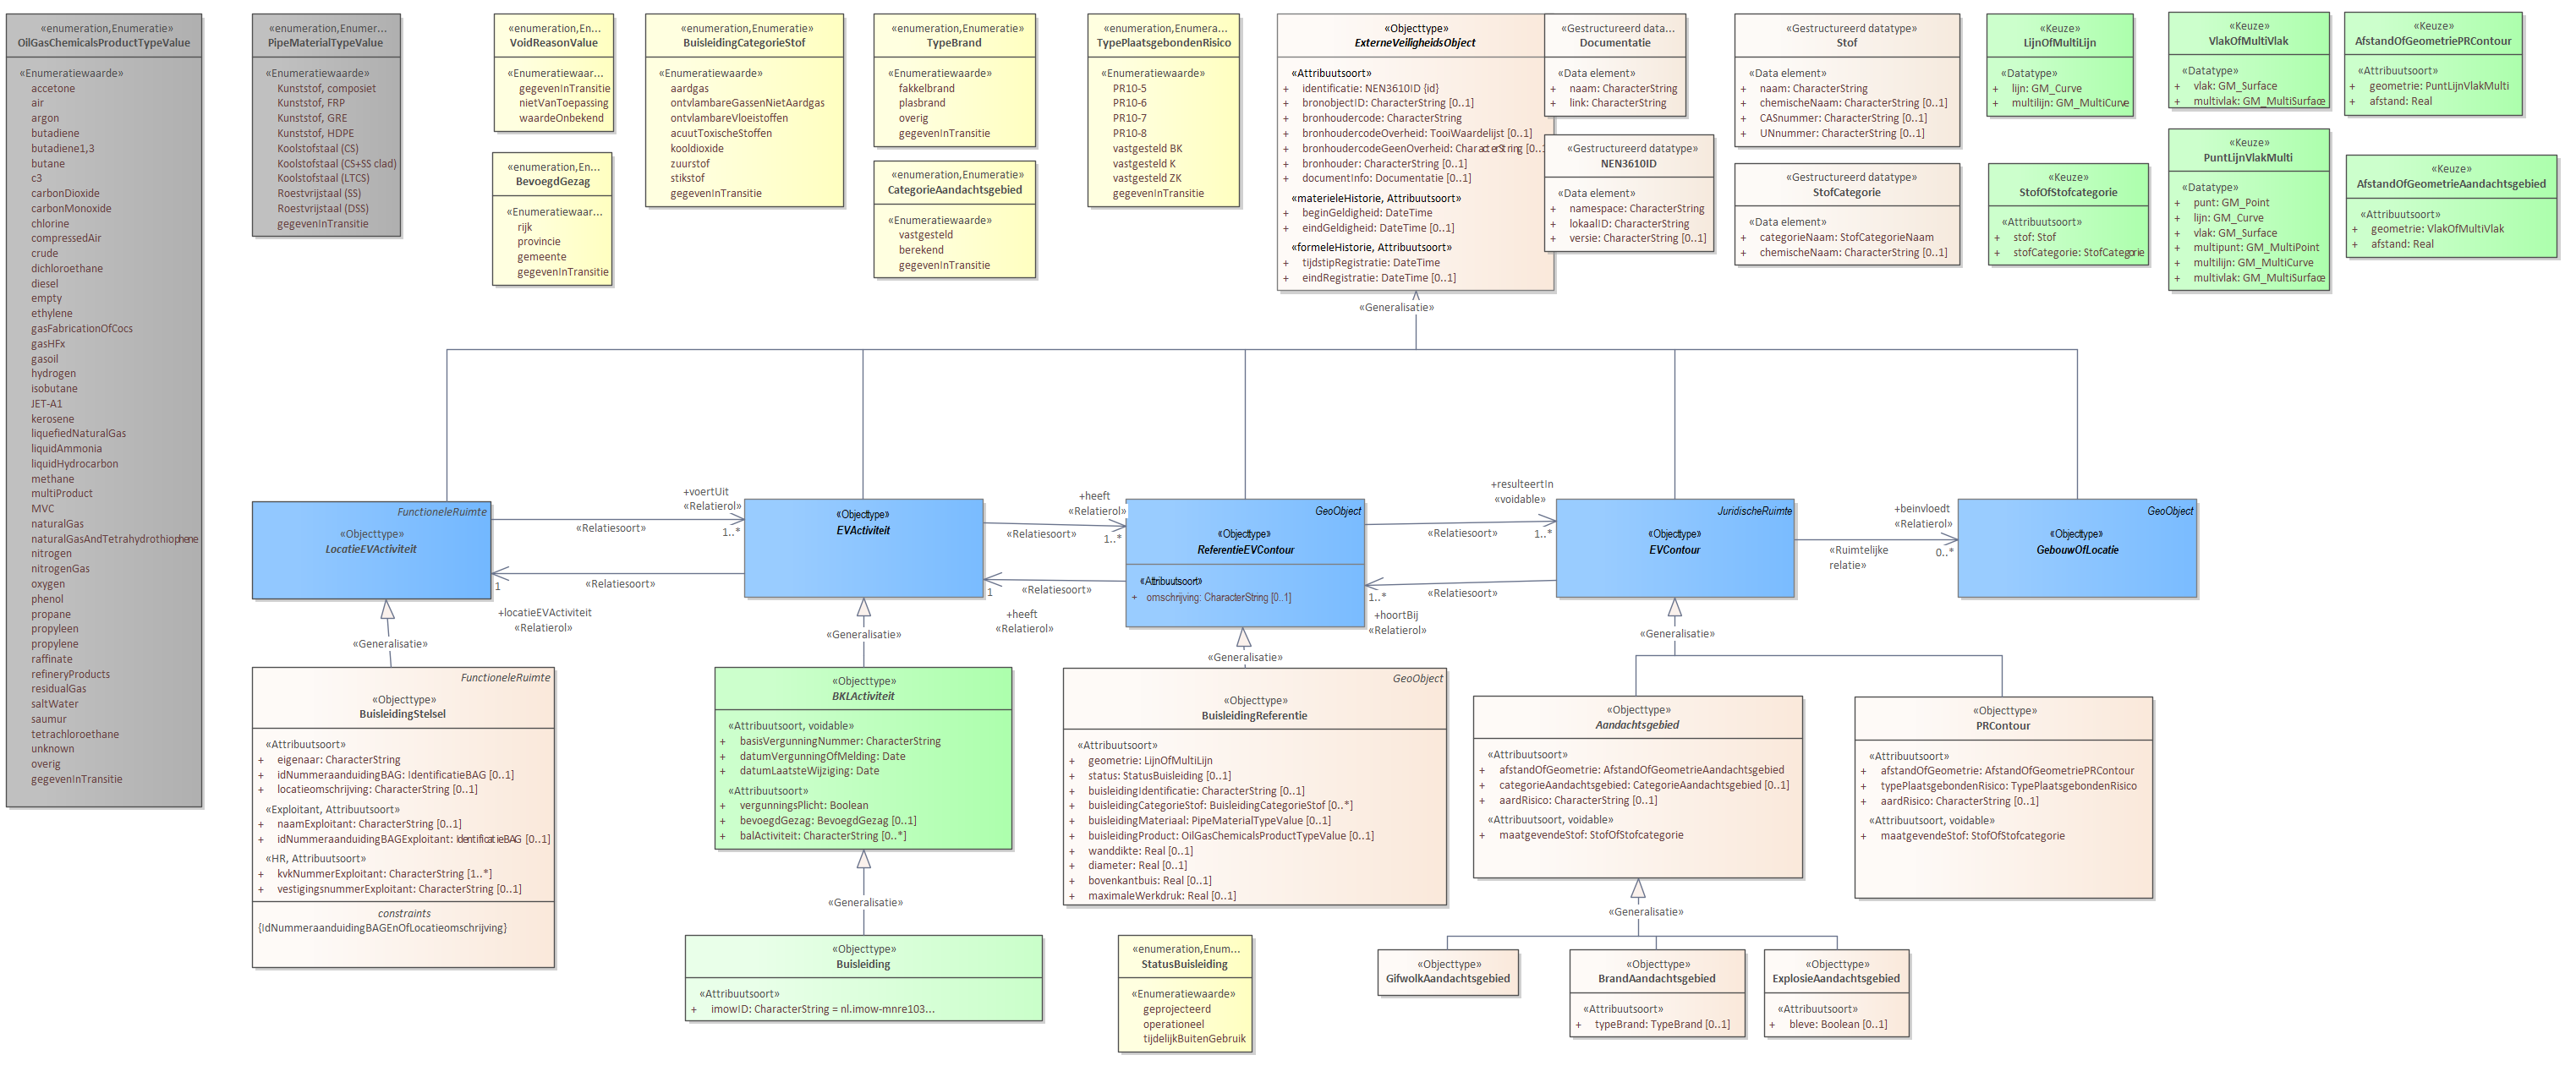 «enumeration,Enumeratie»
OilGasChemicalsProductTypeValue
«Enumeratiewaarde»
accetone
air
argon
butadiene
butadiene1,3
butane
c3
carbonDioxide
carbonMonoxide
chlorine
compressedAir
crude
dichloroethane
diesel
empty
ethylene
gasFabricationOfCocs
gasHFx
gasoil
hydrogen
isobutane
JET-A1
kerosene
liquefiedNaturalGas
liquidAmmonia
liquidHydrocarbon
methane
multiProduct
MVC
naturalGas
naturalGasAndTetrahydrothiophene
nitrogen
nitrogenGas
oxygen
phenol
propane
propyleen
propylene
raffinate
refineryProducts
residualGas
saltWater
saumur
tetrachloroethane
unknown
overig
gegevenInTransitie
«enumeration,Enumer...
PipeMaterialTypeValue
«Enumeratiewaarde»
Kunststof, composiet
Kunststof, FRP
Kunststof, GRE
Kunststof, HDPE
Koolstofstaal (CS)
Koolstofstaal (CS+SS clad)
Koolstofstaal (LTCS)
Roestvrijstaal (SS)
Roestvrijstaal (DSS)
gegevenInTransitie
«enumeration,En...
VoidReasonValue
«Enumeratiewaar...
gegevenInTransitie
nietVanToepassing
waardeOnbekend
«enumeration,En...
BevoegdGezag
«Enumeratiewaar...
rijk
provincie
gemeente
gegevenInTransitie
«enumeration,Enumeratie»
BuisleidingCategorieStof
«Enumeratiewaarde»
aardgas
ontvlambareGassenNietAardgas
ontvlambareVloeistoffen
acuutToxischeStoffen
kooldioxide
zuurstof
stikstof
gegevenInTransitie
«enumeration,Enumeratie»
TypeBrand
«Enumeratiewaarde»
fakkelbrand
plasbrand
overig
gegevenInTransitie
«enumeration,Enumeratie»
CategorieAandachtsgebied
«Enumeratiewaarde»
vastgesteld
berekend
gegevenInTransitie
«enumeration,Enumera...
TypePlaatsgebondenRisico
«Enumeratiewaarde»
PR10-5
PR10-6
PR10-7
PR10-8
vastgesteld BK
vastgesteld K
vastgesteld ZK
gegevenInTransitie
«Objecttype»
ExterneVeiligheidsObject
«Attribuutsoort»
+ identificatie: NEN3610ID {id}
+ bronobjectID: CharacterString [0..1]
+ bronhoudercode: CharacterString
+ bronhoudercodeOverheid: TooiWaardelijst [0..1]
+ bronhoudercodeGeenOverheid: CharacterString [0..1
+ bronhouder: CharacterString [0..1]
+ documentInfo: Documentatie [0..1]
«materieleHistorie, Attribuutsoort»
+ beginGeldigheid: DateTime
+ eindGeldigheid: DateTime [0..1]
«formeleHistorie, Attribuutsoort»
+ tijdstipRegistratie: DateTime
+ eindRegistratie: DateTime [0..1]
«Gestructureerd data...
Documentatie
«Data element»
+ naam: CharacterString
+ link: CharacterString
«Gestructureerd datatype»
NEN3610ID
«Data element»
+ namespace: CharacterString
+ lokaalID: CharacterString
+ versie: CharacterString [0..1]
«Gestructureerd datatype»
Stof
«Data element»
+ naam: CharacterString
+ chemischeNaam: CharacterString [0..1]
+ CASnummer: CharacterString [0..1]
+ UNnummer: CharacterString [0..1]
«Gestructureerd datatype»
StofCategorie
«Data element»
+ categorieNaam: StofCategorieNaam
+ chemischeNaam: CharacterString [0..1]
«Keuze»
LijnOfMultiLijn
«Datatype»
+ lijn: GM_Curve
+ multilijn: GM_MultiCurve
«Keuze»
StofOfStofcategorie
«Attribuutsoort»
+ stof: Stof
+ stofCategorie: StofCategorie
«Keuze»
VlakOfMultiVlak
«Datatype»
+ vlak: GM_Surface
+ multivlak: GM_MultiSurface
«Keuze»
PuntLijnVlakMulti
«Datatype»
+ punt: GM_Point
+ lijn: GM_Curve
+ vlak: GM_Surface
+ multipunt: GM_MultiPoint
+ multilijn: GM_MultiCurve
+ multivlak: GM_MultiSurface
«Keuze»
AfstandOfGeometriePRContour
«Attribuutsoort»
+ geometrie: PuntLijnVlakMulti
+ afstand: Real
«Keuze»
AfstandOfGeometrieAandachtsgebied
«Attribuutsoort»
+ geometrie: VlakOfMultiVlak
+ afstand: Real
«Generalisatie»
FunctioneleRuimte
«Objecttype»
LocatieEVActiviteit
+voertUit
«Relatierol»
«Relatiesoort»
1..*
«Relatiesoort»
1
+locatieEVActiviteit
«Relatierol»
«Objecttype»
EVActiviteit
+heeft
«Relatierol»
«Relatiesoort»
1..*
1
«Relatiesoort»
+heeft
«Relatierol»
GeoObject
«Objecttype»
ReferentieEVContour
«Attribuutsoort»
+ omschrijving: CharacterString [0..1]
+resulteertIn
«voidable»
«Relatiesoort»
1..*
«Relatiesoort»
1..*
+hoortBij
«Relatierol»
JuridischeRuimte
«Objecttype»
EVContour
+beinvloedt
«Relatierol»
«Ruimtelijke
relatie»
0..*
GeoObject
«Objecttype»
GebouwOfLocatie
«Generalisatie»
«Generalisatie»
«Generalisatie»
«Generalisatie»
FunctioneleRuimte
«Objecttype»
BuisleidingStelsel
«Attribuutsoort»
+ eigenaar: CharacterString
+ idNummeraanduidingBAG: IdentificatieBAG [0..1]
+ locatieomschrijving: CharacterString [0..1]
«Exploitant, Attribuutsoort»
+ naamExploitant: CharacterString [0..1]
+ idNummeraanduidingBAGExploitant: IdentificatieBAG [0..1]
«HR, Attribuutsoort»
+ kvkNummerExploitant: CharacterString [1..*]
+ vestigingsnummerExploitant: CharacterString [0..1]
constraints
{IdNummeraanduidingBAGEnOfLocatieomschrijving}
«Objecttype»
BKLActiviteit
«Attribuutsoort, voidable»
+ basisVergunningNummer: CharacterString
+ datumVergunningOfMelding: Date
+ datumLaatsteWijziging: Date
«Attribuutsoort»
+ vergunningsPlicht: Boolean
+ bevoegdGezag: BevoegdGezag [0..1]
+ balActiviteit: CharacterString [0..*]
«Generalisatie»
«Objecttype»
Buisleiding
«Attribuutsoort»
+ imowID: CharacterString = nl.imow-mnre103...
GeoObject
«Objecttype»
BuisleidingReferentie
«Attribuutsoort»
+ geometrie: LijnOfMultiLijn
+ status: StatusBuisleiding [0..1]
+ buisleidingIdentificatie: CharacterString [0..1]
+ buisleidingCategorieStof: BuisleidingCategorieStof [0..*]
+ buisleidingMateriaal: PipeMaterialTypeValue [0..1]
+ buisleidingProduct: OilGasChemicalsProductTypeValue [0..1]
+ wanddikte: Real [0..1]
+ diameter: Real [0..1]
+ bovenkantbuis: Real [0..1]
+ maximaleWerkdruk: Real [0..1]
«enumeration,Enum...
StatusBuisleiding
«Enumeratiewaarde»
geprojecteerd
operationeel
tijdelijkBuitenGebruik
«Objecttype»
Aandachtsgebied
«Attribuutsoort»
+ afstandOfGeometrie: AfstandOfGeometrieAandachtsgebied
+ categorieAandachtsgebied: CategorieAandachtsgebied [0..1]
+ aardRisico: CharacterString [0..1]
«Attribuutsoort, voidable»
+ maatgevendeStof: StofOfStofcategorie
«Objecttype»
PRContour
«Attribuutsoort»
+ afstandOfGeometrie: AfstandOfGeometriePRContour
+ typePlaatsgebondenRisico: TypePlaatsgebondenRisico
+ aardRisico: CharacterString [0..1]
«Attribuutsoort, voidable»
+ maatgevendeStof: StofOfStofcategorie
«Generalisatie»
«Objecttype»
GifwolkAandachtsgebied
«Objecttype»
BrandAandachtsgebied
«Attribuutsoort»
+ typeBrand: TypeBrand [0..1]
«Objecttype»
ExplosieAandachtsgebied
«Attribuutsoort»
+ bleve: Boolean [0..1]